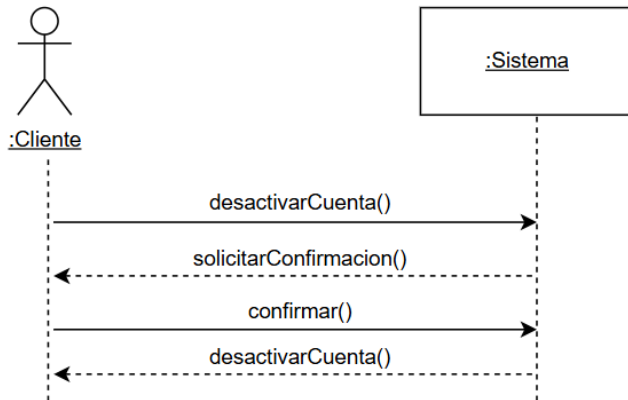 :Sistema
:Cliente
desactivarCuenta()
solicitarConfirmacion()
confirmar()
desactivarCuenta()